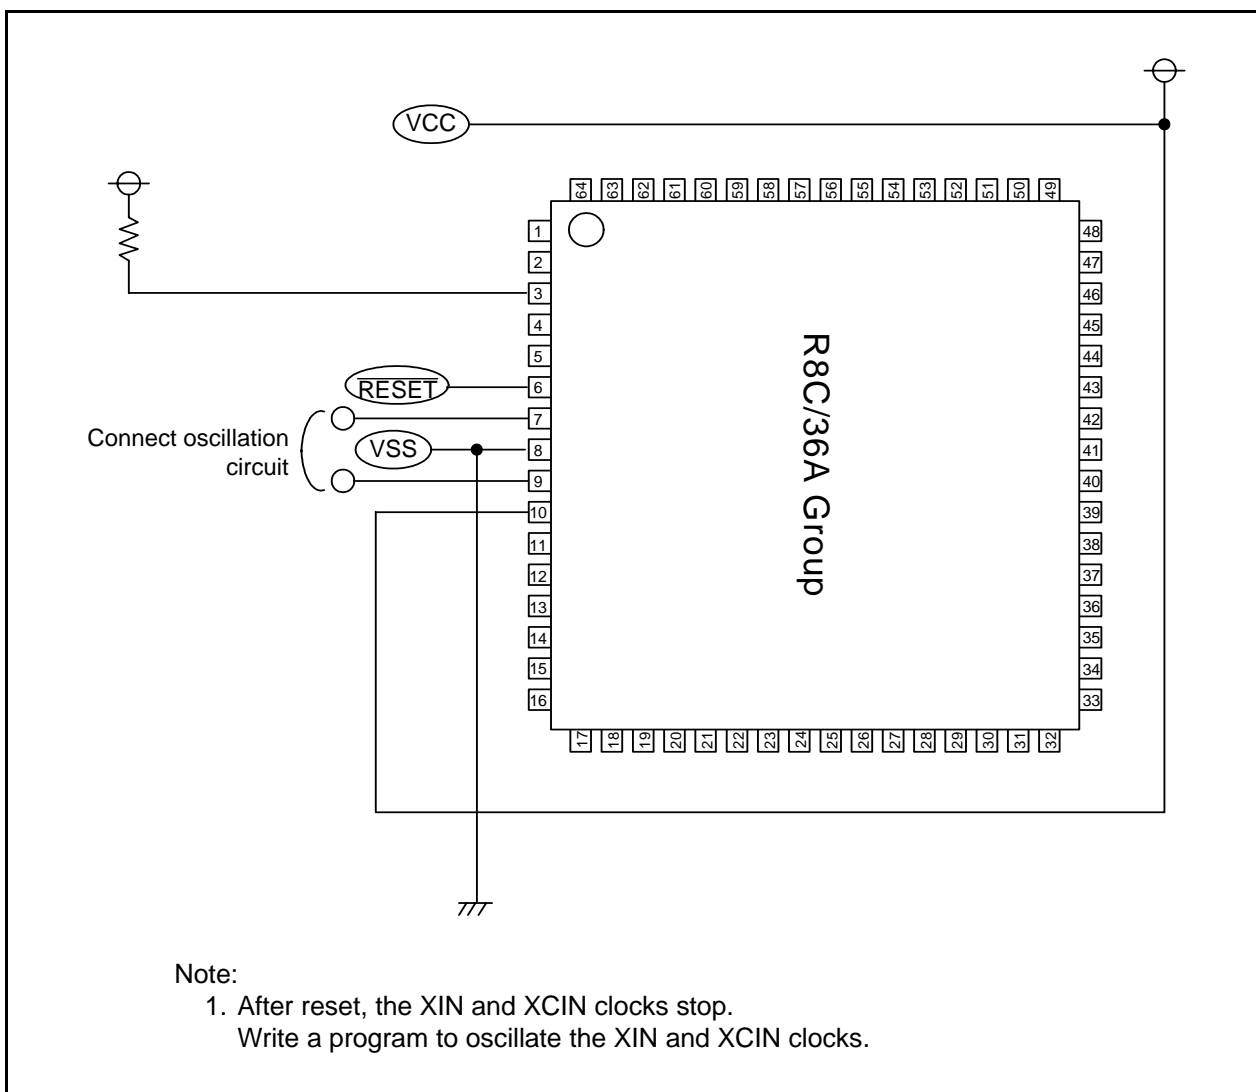 VCC
64 63 62 61 60 59 58 57 56 55 54 53 52 51 50 49
1
2
3
4
5
6
7
8
9
10
11
12
13
14
15
16
RESET
Connect oscillation
circuit
VSS
R8C/36A Group
48
47
46
45
44
43
42
41
40
39
38
37
36
35
34
33
17 18 19 20 21 22 23 24 25 26 27 28 29 30 31 32
Note:
1. After reset, the XIN and XCIN clocks stop.
Write a program to oscillate the XIN and XCIN clocks.